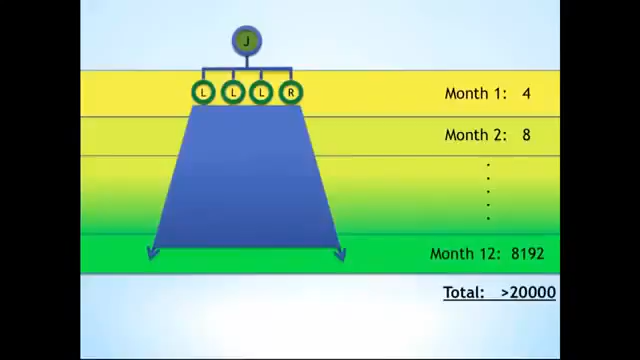 J
L L L R
Month 1: 4
Month 2: 8
Month 12: 8192
Total: >20000